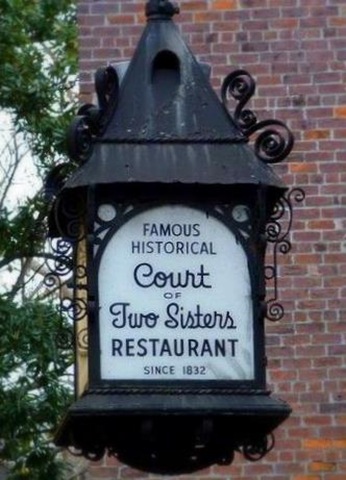 FAMOUS
HISTORICAL
Court
OF
Two Sisters
RESTAURANT
SINCE 1832